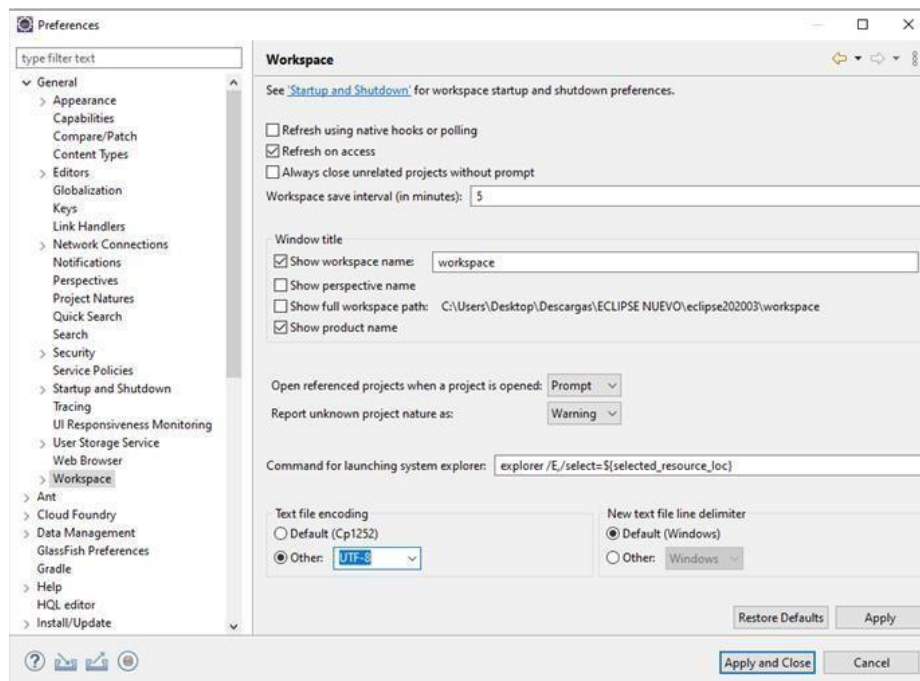 Preferences
type filter text
General
Appearance
Capabilities
Compare/Patch
Content Types
Editors
Globalization
Keys
Link Handlers
Network Connections
Notifications
Perspectives
Project Natures
Quick Search
Search
Security
Service Policies
Startup and Shutdown
Tracing
UI Responsiveness Monitoring
User Storage Service
Web Browser
Workspace
Ant
Cloud Foundry
Data Management
GlassFish Preferences
Gradle
Help
HQL editor
Install/Update
Workspace
See 'Startup and Shutdown' for workspace startup and shutdown preferences.
Refresh using native hooks or polling
Refresh on access
Always close unrelated projects without prompt
Workspace save interval (in minutes): 5
Window title
Show workspace name: workspace
Show perspective name
Show full workspace path: C:\Users\Desktop\Descargas\ECLIPSE NUEVO\eclipse202003\workspace
Show product name
Open referenced projects when a project is opened: Prompt
Report unknown project nature as: Warning
Command for launching system explorer: explorer /E,/select=${selected_resource_loc}
Text file encoding
Default (Cp1252)
Other: UTF-8
New text file line delimiter
Default (Windows)
Other: Windows
Restore Defaults Apply
Apply and Close Cancel